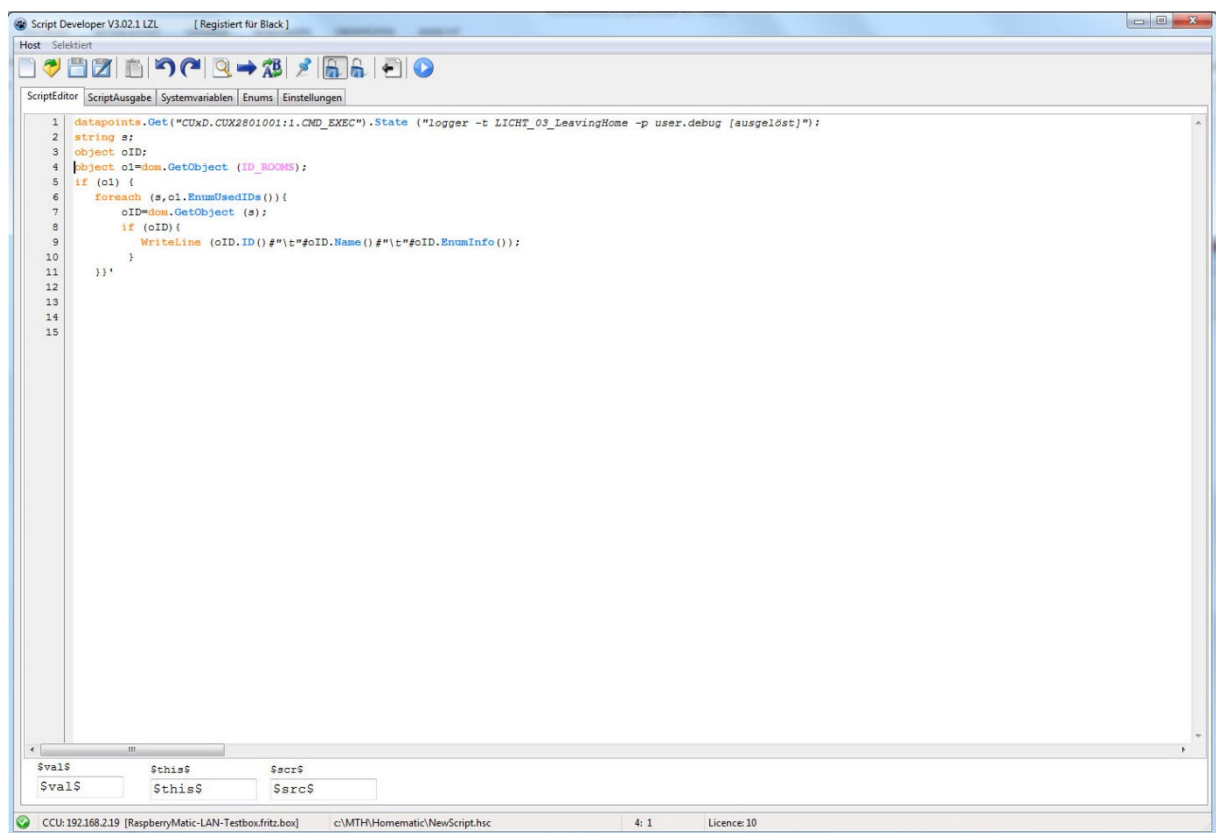 Script Developer V3.02.1 LZL [ Registiert für Black ]
Host Selektiert
ScriptEditor ScriptAusgabe Systemvariablen Enums Einstellungen
1 datapoints.Get("CUxD.CUX2801001:1.CMD_EXEC").State ("logger -t LICHT_03_LeavingHome -p user.debug [ausgelöst]");
2 string s;
3 object oID;
4 object o1=dom.GetObject (ID_ROOMS);
5 if (o1) {
6 foreach (s,o1.EnumUsedIDs()){
7 oID=dom.GetObject (s);
8 if (oID){
9 WriteLine (oID.ID()#"\t"#oID.Name()#"\t"#oID.EnumInfo());
10 }
11 }}'
12
13
14
15
$val$ $this$ $scr$
$val$ $this$ $src$
CCU: 192.168.2.19 [RaspberryMatic-LAN-Testbox.fritz.box] c:\MTH\Homematic\NewScript.hsc 4: 1 Licence: 10